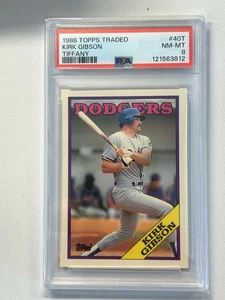 1988 TOPPS TRADED #40T
KIRK GIBSON NM-MT
TIFFANY 8
PSA 121563812
DODGERS
Topps
KIRK
GIBSON